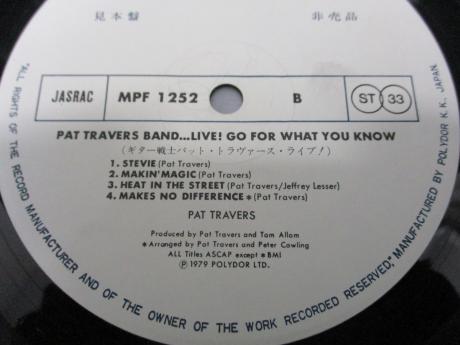 見本盤 非売品
JASRAC MPF 1252 B ST 33
PAT TRAVERS BAND...LIVE! GO FOR WHAT YOU KNOW
(ギター戦士パット・トラヴァース・ライブ!)
1. STEVIE (Pat Travers)
2. MAKIN' MAGIC (Pat Travers)
3. HEAT IN THE STREET (Pat Travers/Jeffrey Lesser)
4. MAKES NO DIFFERENCE * (Pat Travers)
PAT TRAVERS
Produced by Pat Travers and Tom Allom
* Arranged by Pat Travers and Peter Cowling
ALL Titles ASCAP except * BMI
Ⓟ 1979 POLYDOR LTD.
"ALL RIGHTS OF THE RECORD MANUFACTURER AND OF THE OWNER OF THE WORK RECORDED RESERVED," MANUFACTURED BY POLYDOR K.K. JAPAN